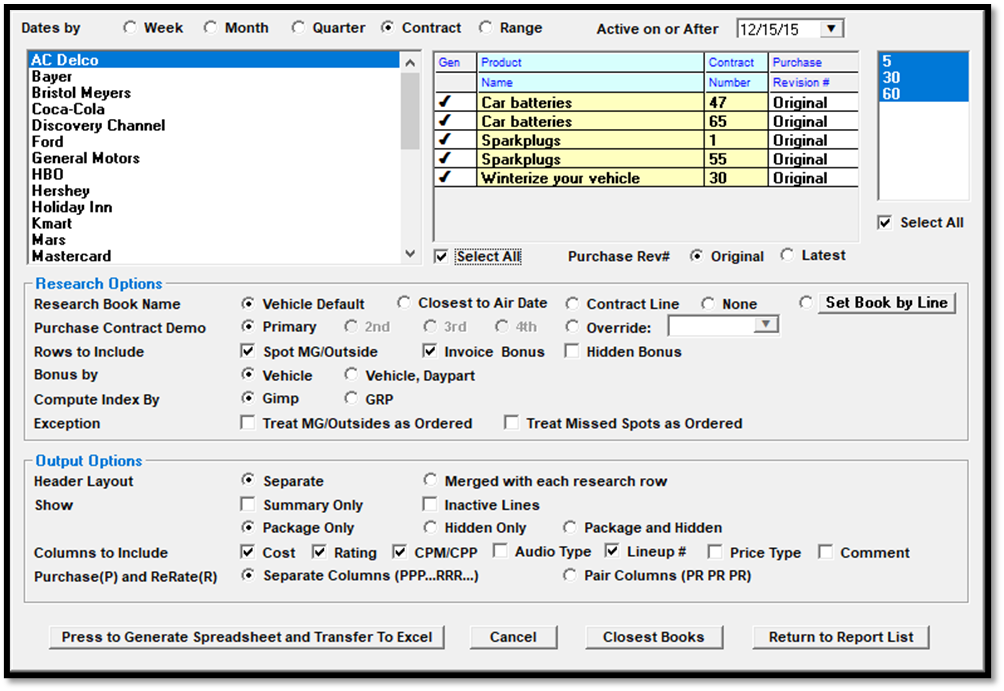 Dates by Week Month Quarter Contract Range Active on or After 12/15/15
AC Delco
Bayer
Bristol Meyers
Coca-Cola
Discovery Channel
Ford
General Motors
HBO
Hershey
Holiday Inn
Kmart
Mars
Mastercard
Gen Product Contract Purchase
Name Number Revision #
Car batteries 47 Original
Car batteries 65 Original
Sparkplugs 1 Original
Sparkplugs 55 Original
Winterize your vehicle 30 Original
5
30
60
Select All
Select All Purchase Rev# Original Latest
Research Options
Research Book Name Vehicle Default Closest to Air Date Contract Line None Set Book by Line
Purchase Contract Demo Primary 2nd 3rd 4th Override:
Rows to Include Spot MG/Outside Invoice Bonus Hidden Bonus
Bonus by Vehicle Vehicle, Daypart
Compute Index By Gimp GRP
Exception Treat MG/Outsides as Ordered Treat Missed Spots as Ordered
Output Options
Header Layout Separate Merged with each research row
Show Summary Only Inactive Lines
Package Only Hidden Only Package and Hidden
Columns to Include Cost Rating CPM/CPP Audio Type Lineup # Price Type Comment
Purchase(P) and ReRate(R) Separate Columns (PPP...RRR...) Pair Columns (PR PR PR)
Press to Generate Spreadsheet and Transfer To Excel Cancel Closest Books Return to Report List